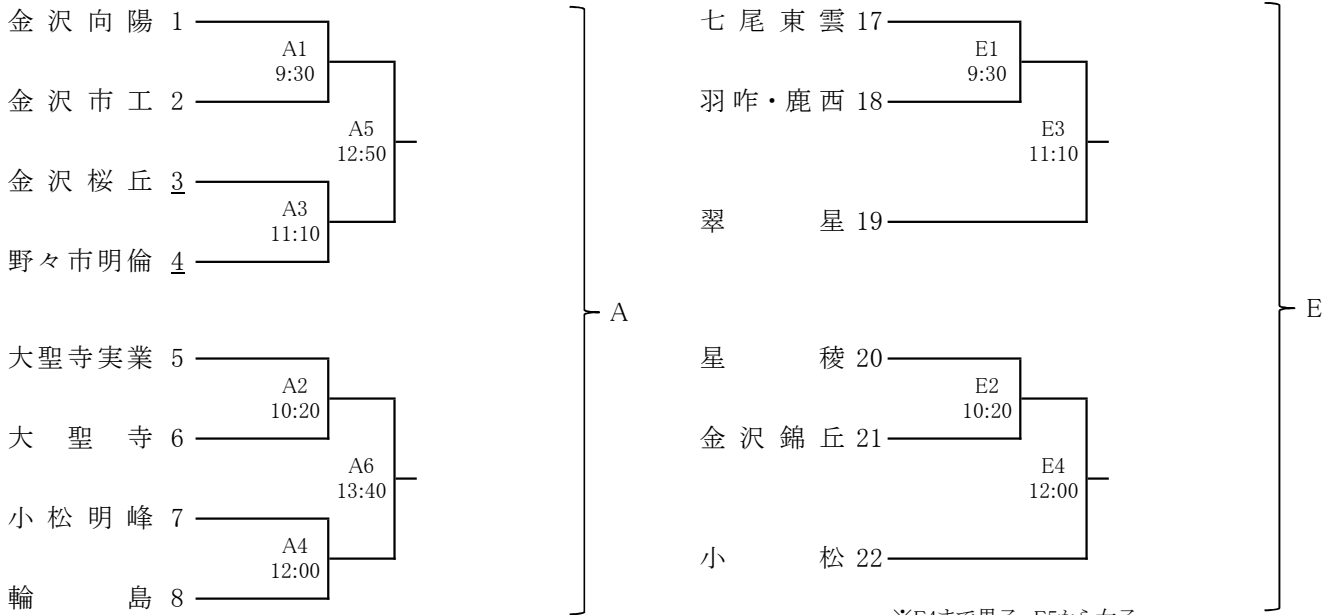 金沢向陽 1
A1
9:30
金沢市工 2
A5
12:50
金沢桜丘 3
A3
11:10
野々市明倫 4
大聖寺実業 5
A2
10:20
大聖寺 6
A6
13:40
小松明峰 7
A4
12:00
輪島 8
A
七尾東雲 17
E1
9:30
羽咋・鹿西 18
E3
11:10
翠星 19
星稜 20
E2
10:20
金沢錦丘 21
E4
12:00
小松 22
E